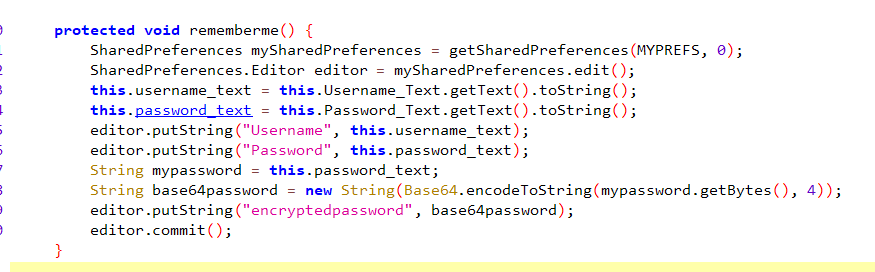 protected void rememberme() {
SharedPreferences mySharedPreferences = getSharedPreferences(MYPREFS, 0);
SharedPreferences.Editor editor = mySharedPreferences.edit();
this.username_text = this.Username_Text.getText().toString();
this.password_text = this.Password_Text.getText().toString();
editor.putString("Username", this.username_text);
editor.putString("Password", this.password_text);
String mypassword = this.password_text;
String base64password = new String(Base64.encodeToString(mypassword.getBytes(), 4));
editor.putString("encryptedpassword", base64password);
editor.commit();
}